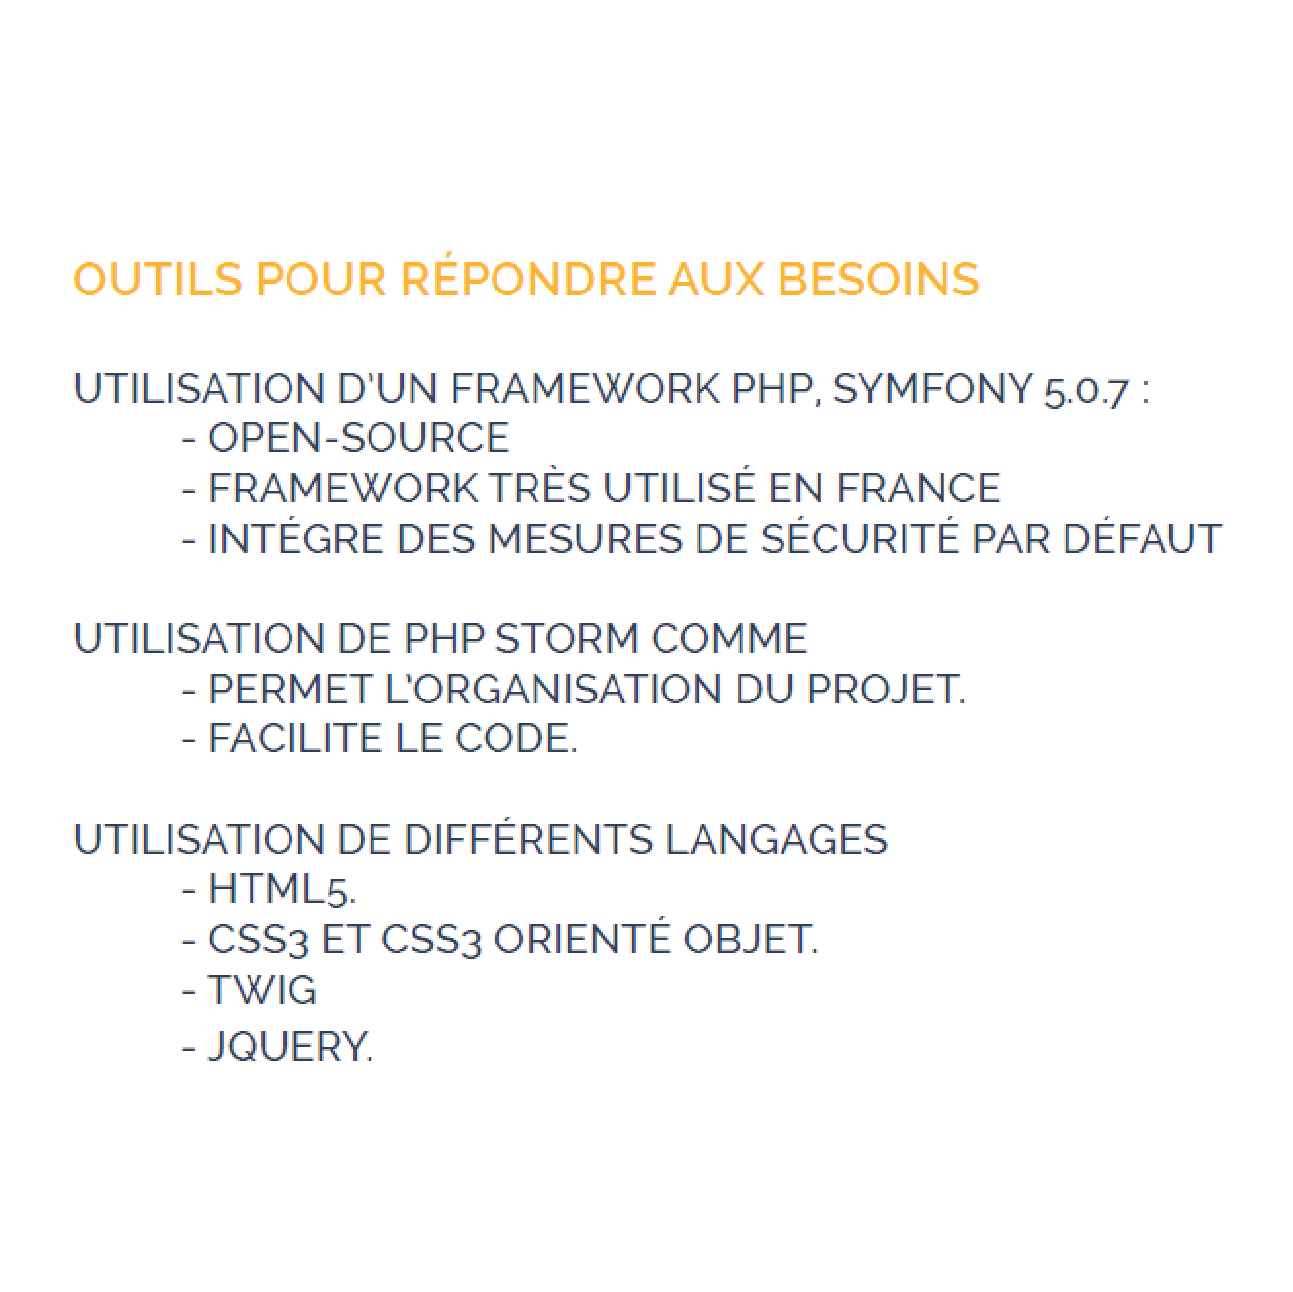 OUTILS POUR RÉPONDRE AUX BESOINS
UTILISATION D'UN FRAMEWORK PHP, SYMFONY 5.0.7 :
- OPEN-SOURCE
- FRAMEWORK TRÈS UTILISÉ EN FRANCE
- INTÉGRE DES MESURES DE SÉCURITÉ PAR DÉFAUT
UTILISATION DE PHP STORM COMME
- PERMET L'ORGANISATION DU PROJET.
- FACILITE LE CODE.
UTILISATION DE DIFFÉRENTS LANGAGES
- HTML5.
- CSS3 ET CSS3 ORIENTÉ OBJET.
- TWIG
- JQUERY.